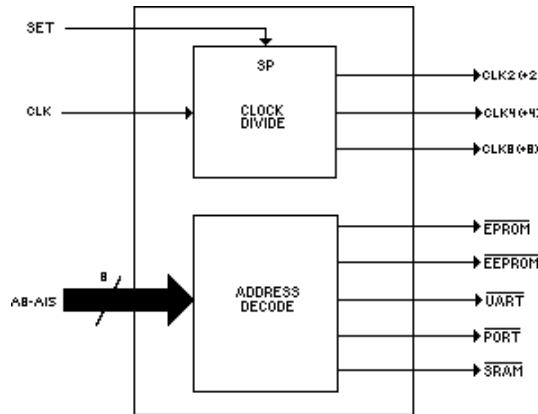 SET
SP
CLK2 (÷2
CLK
CLOCK
DIVIDE
CLK4 (÷4)
CLK8 (÷8)
EPROM
8
EEPROM
A8-A15
ADDRESS
DECODE
UART
PORT
SRAM